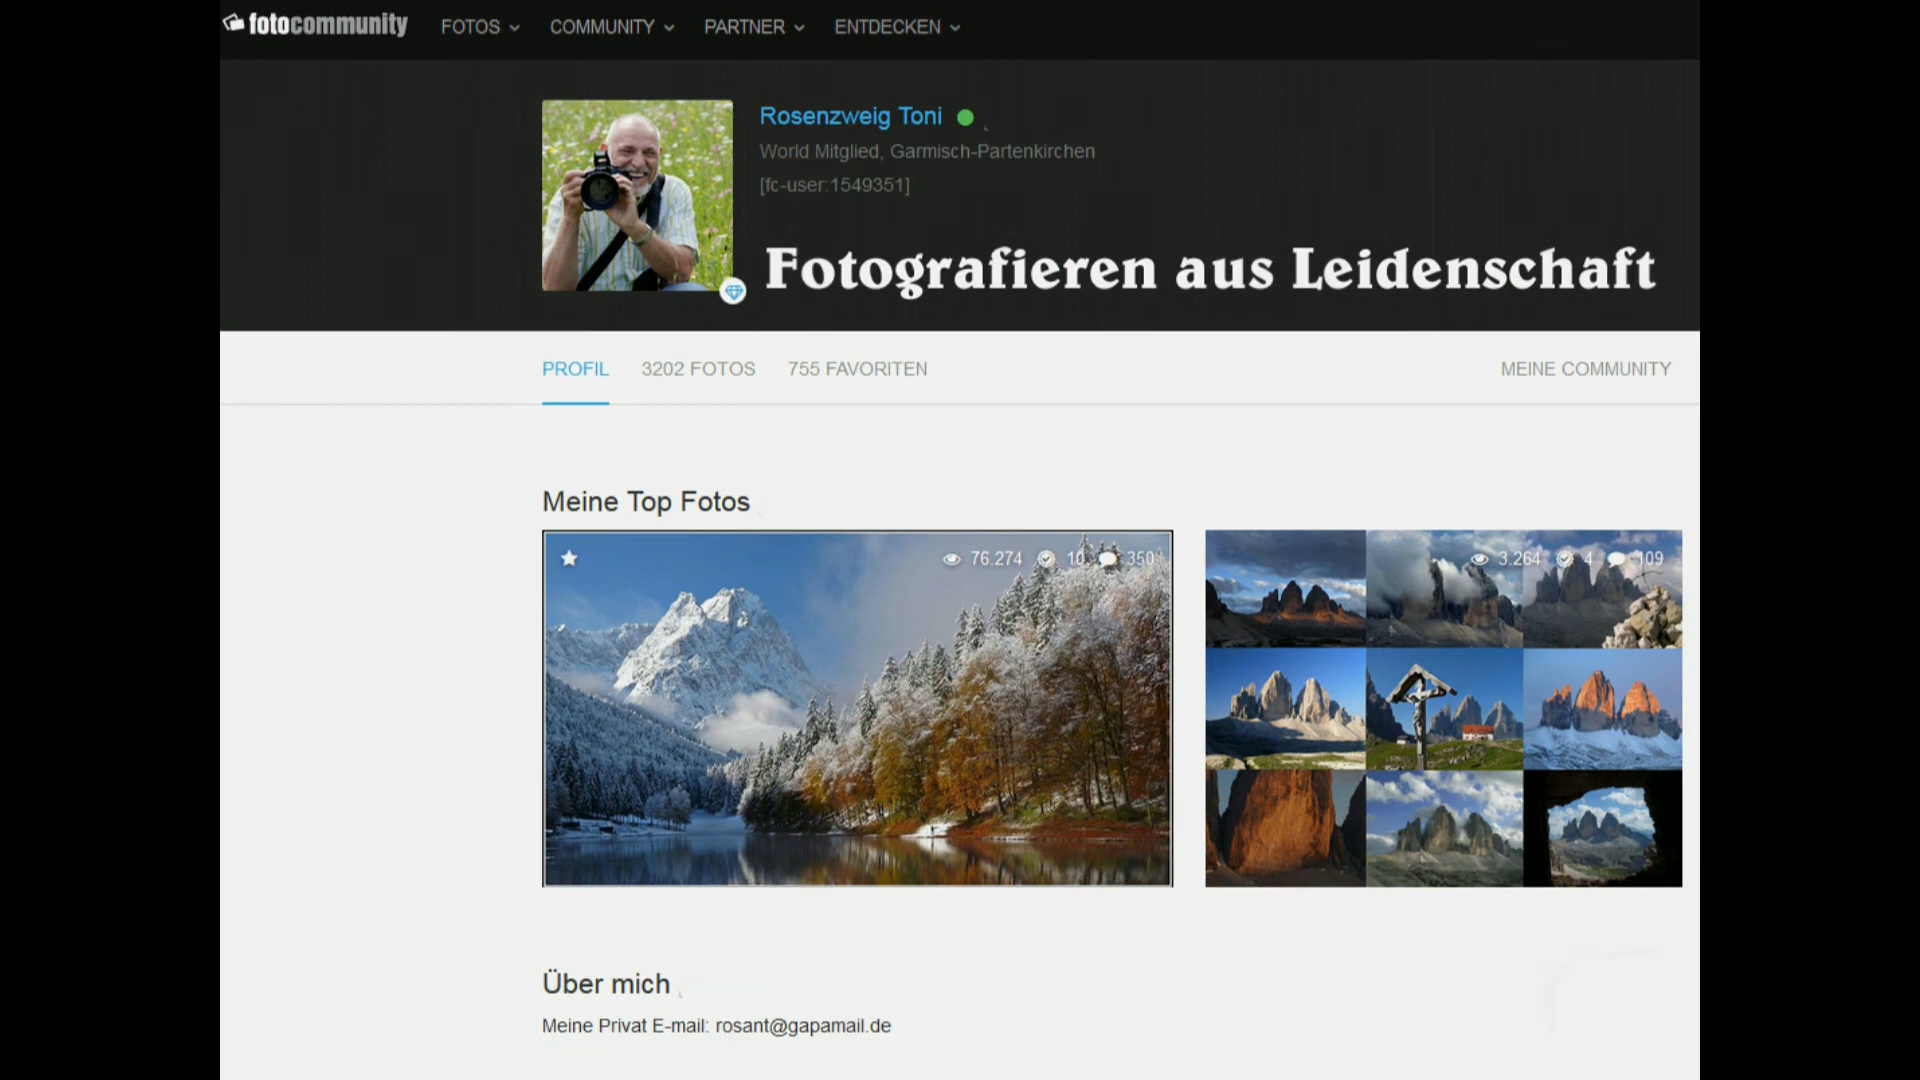 fotocommunity FOTOS COMMUNITY PARTNER ENTDECKEN
Rosenzweig Toni
World Mitglied, Garmisch-Partenkirchen
[fc-user:1549351]
Fotografieren aus Leidenschaft
PROFIL 3202 FOTOS 755 FAVORITEN MEINE COMMUNITY
Meine Top Fotos
76.274 10 350 3.264 4 109
Über mich
Meine Privat E-mail: rosant@gapamail.de